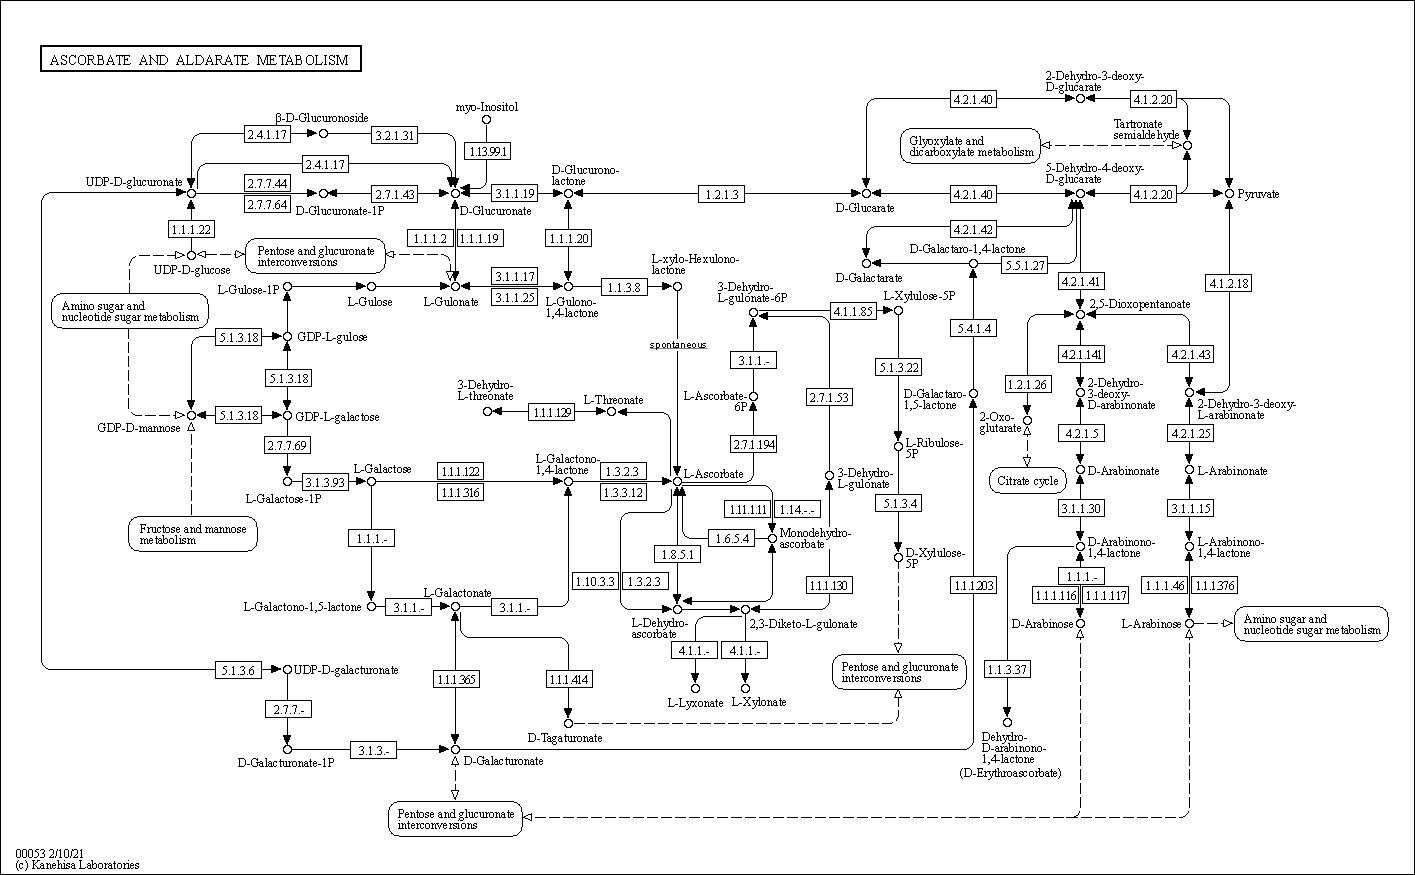 ASCORBATE AND ALDARATE METABOLISM
2-Dehydro-3-deoxy-
D-glucarate
4.2.1.40
4.1.2.20
myo-Inositol
β-D-Glucuronoside
2.4.1.17
3.2.1.31
Tartronate
semialdehyde
Glyoxylate and
dicarboxylate metabolism
1.13.99.1
2.4.1.17
D-Glucurono-
lactone
5-Dehydro-4-deoxy-
D-glucarate
UDP-D-glucuronate
2.7.7.44
2.7.7.64
2.7.1.43
3.1.1.19
1.2.1.3
4.2.1.40
4.1.2.20
Pyruvate
D-Glucuronate-1P
D-Glucuronate
D-Glucarate
1.1.1.22
1.1.1.2
1.1.1.19
1.1.1.20
4.2.1.42
D-Galactaro-1,4-lactone
Pentose and glucuronate
interconversions
UDP-D-glucose
L-xylo-Hexulono-
lactone
D-Galactarate
5.5.1.27
L-Gulose-1P
L-Gulose
L-Gulonate
3.1.1.17
3.1.1.25
L-Gulono-
1,4-lactone
1.1.3.8
3-Dehydro-
L-gulonate-6P
4.1.1.85
L-Xylulose-5P
4.2.1.41
4.1.2.18
2,5-Dioxopentanoate
Amino sugar and
nucleotide sugar metabolism
5.1.3.18
GDP-L-gulose
spontaneous
5.4.1.4
3.1.1.-
5.1.3.22
4.2.1.141
4.2.1.43
5.1.3.18
3-Dehydro-
L-threonate
1.1.1.129
L-Threonate
L-Ascorbate-
6P
2.7.1.53
D-Galactaro-
1,5-lactone
1.2.1.26
2-Dehydro-
3-deoxy-
D-arabinonate
2-Dehydro-3-deoxy-
L-arabinonate
GDP-D-mannose
5.1.3.18
GDP-L-galactose
2.7.7.69
2.7.1.194
L-Ribulose-
5P
2-Oxo-
glutarate
4.2.1.5
4.2.1.25
L-Galactose-1P
3.1.3.93
L-Galactose
1.1.1.122
1.1.1.316
L-Galactono-
1,4-lactone
1.3.2.3
1.3.3.12
L-Ascorbate
3-Dehydro-
L-gulonate
Citrate cycle
D-Arabinonate
L-Arabinonate
Fructose and mannose
metabolism
1.1.1.-
1.11.1.11
1.14.-.-
5.1.3.4
3.1.1.30
3.1.1.15
1.6.5.4
Monodehydro-
ascorbate
1.8.5.1
D-Xylulose-
5P
D-Arabinono-
1,4-lactone
L-Arabinono-
1,4-lactone
1.10.3.3
1.3.2.3
1.1.1.130
1.1.1.203
1.1.1.-
1.1.1.116
1.1.1.117
1.1.1.46
1.1.1.376
L-Galactono-1,5-lactone
3.1.1.-
L-Galactonate
3.1.1.-
L-Dehydro-
ascorbate
2,3-Diketo-L-gulonate
D-Arabinose
L-Arabinose
Amino sugar and
nucleotide sugar metabolism
4.1.1.-
4.1.1.-
5.1.3.6
UDP-D-galacturonate
1.1.1.365
1.1.1.414
Pentose and glucuronate
interconversions
1.1.3.37
2.7.7.-
L-Lyxonate
L-Xylonate
D-Tagaturonate
D-Galacturonate-1P
3.1.3.-
D-Galacturonate
Dehydro-
D-arabinono-
1,4-lactone
(D-Erythroascorbate)
Pentose and glucuronate
interconversions
00053 2/10/21
(c) Kanehisa Laboratories